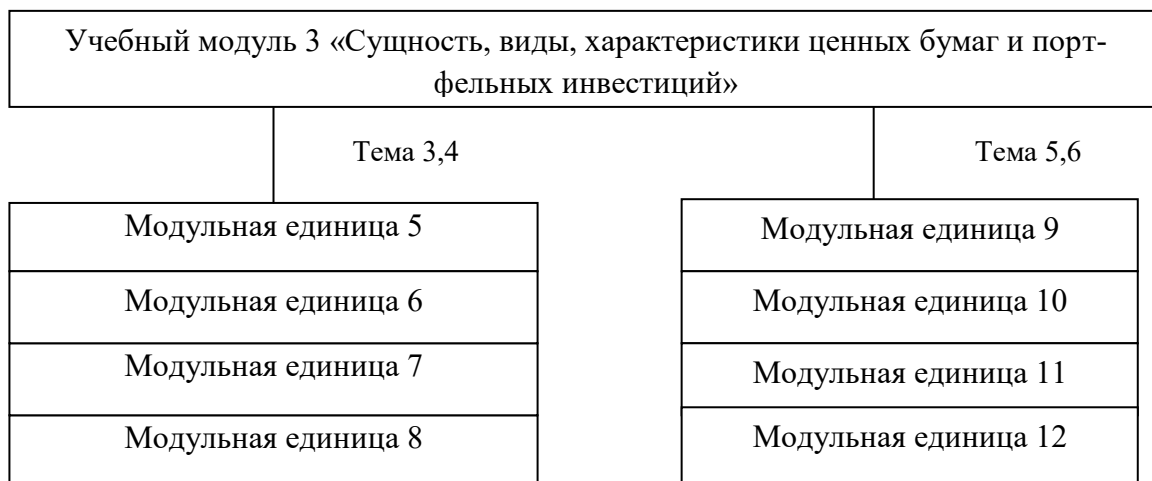 Учебный модуль 3 «Сущность, виды, характеристики ценных бумаг и порт-
фельных инвестиций»
Тема 3,4
Тема 5,6
Модульная единица 5
Модульная единица 6
Модульная единица 7
Модульная единица 8
Модульная единица 9
Модульная единица 10
Модульная единица 11
Модульная единица 12